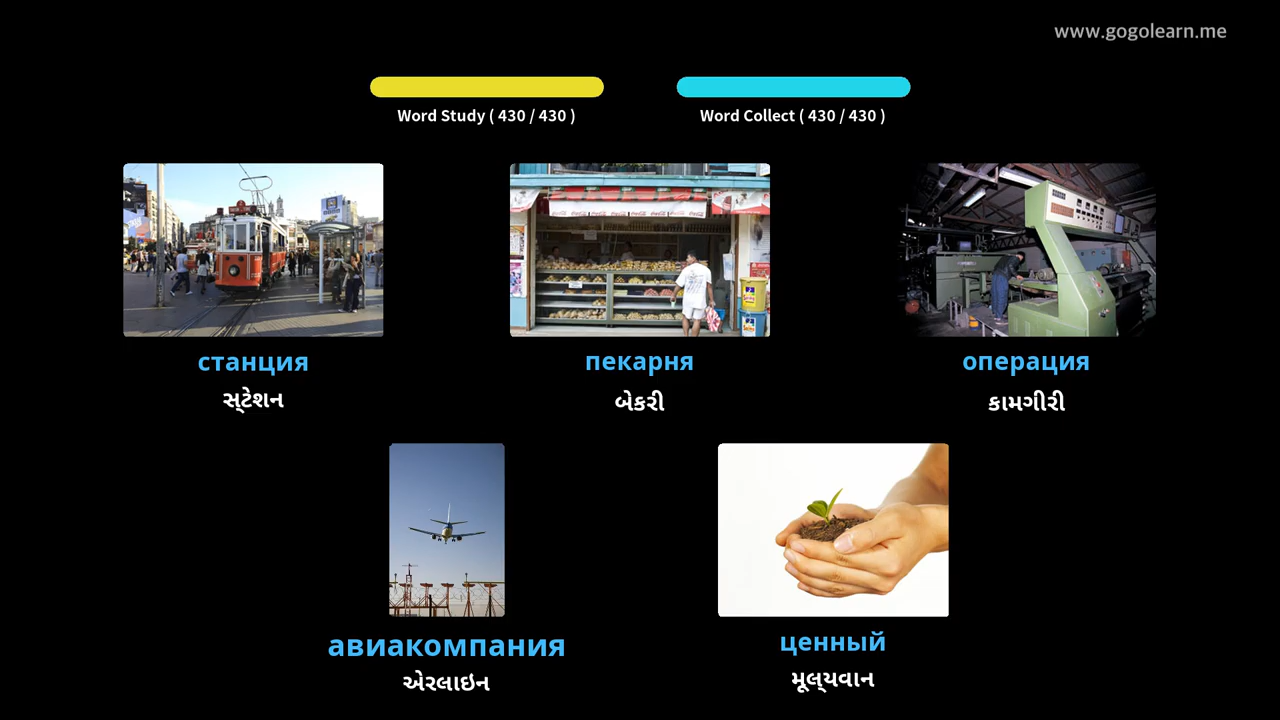 www.gogolearn.me
Word Study ( 430 / 430 )
Word Collect ( 430 / 430 )
станция
સ્ટેશન
пекарня
બેકરી
операция
કામગીરી
авиакомпания
એરલાઇન
ценный
મૂલ્યવાન